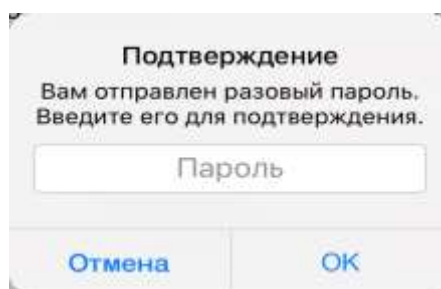 Подтверждение
Вам отправлен разовый пароль.
Введите его для подтверждения.
Пароль
Отмена
OK